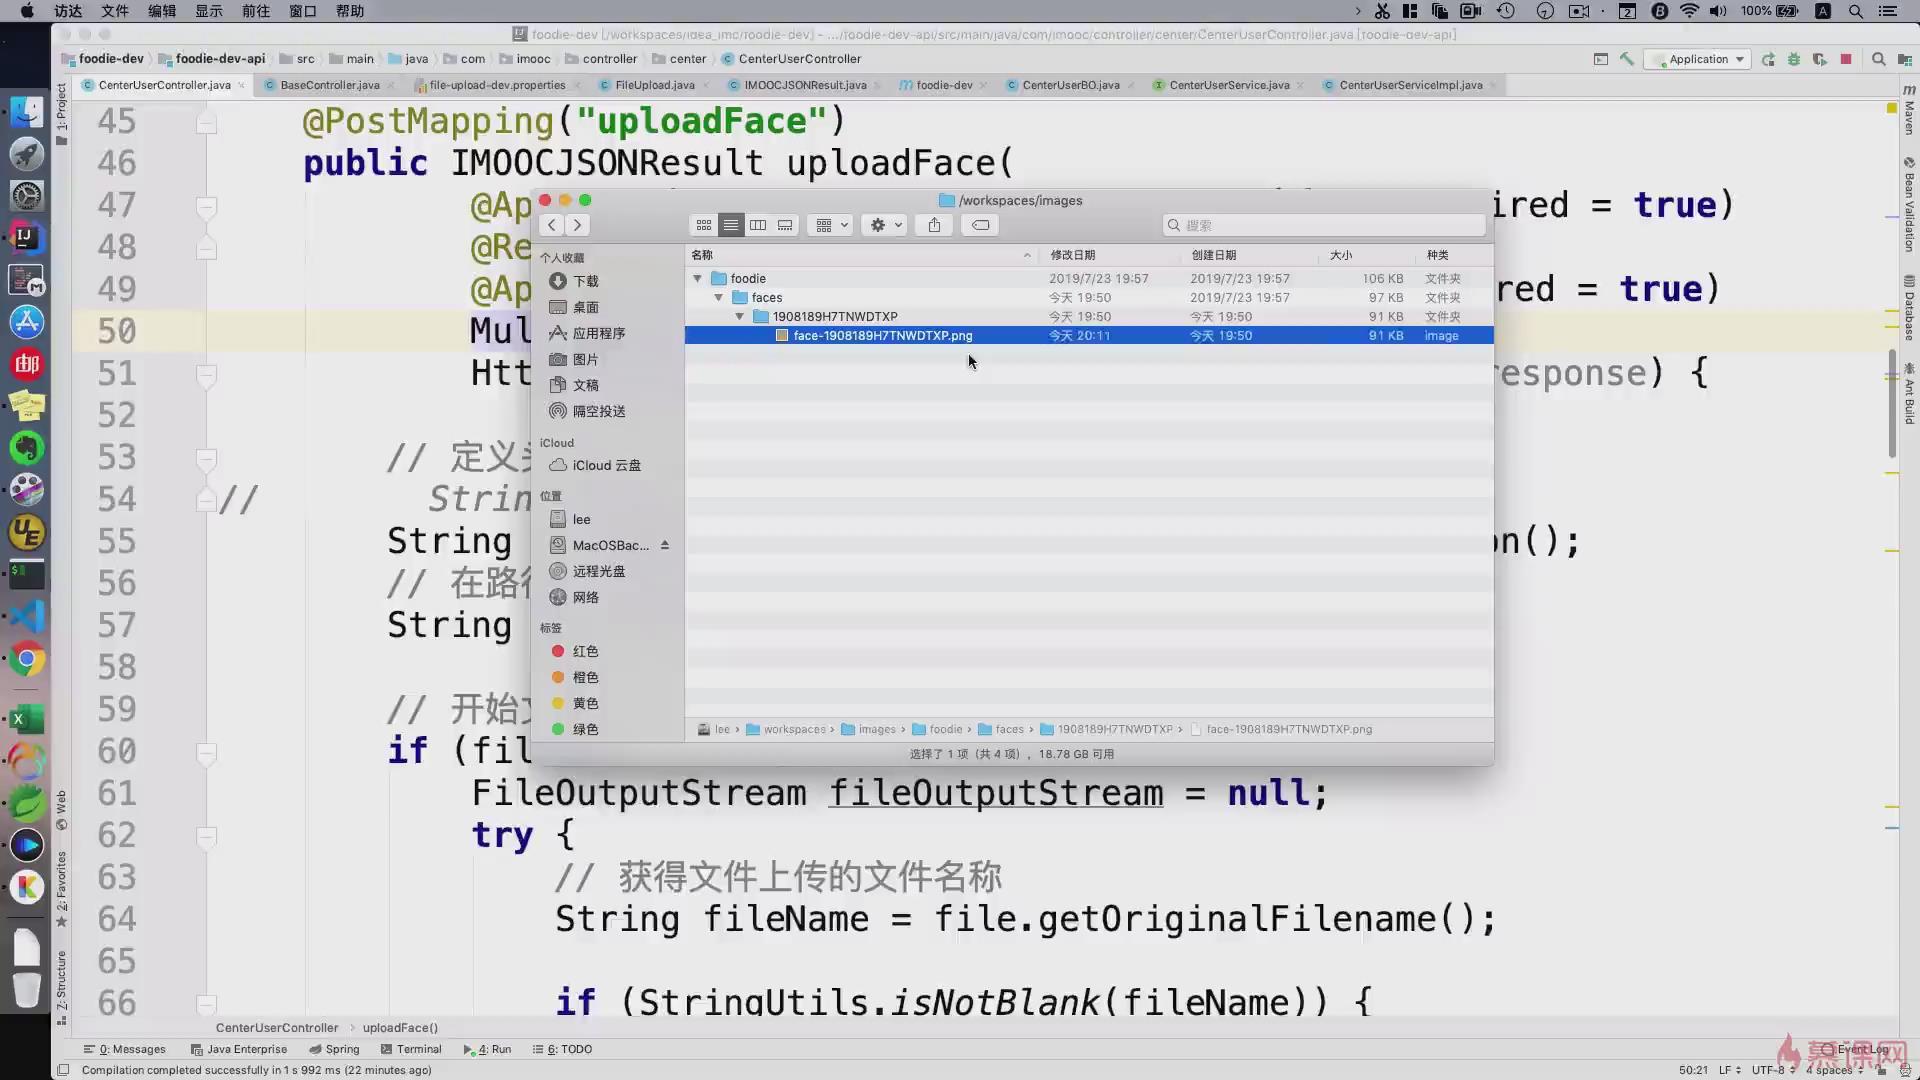 访达 文件 编辑 显示 前往 窗口 帮助 100%
foodie-dev [/workspaces/idea_imc/foodie-dev] - .../foodie-dev-api/src/main/java/com/imooc/controller/center/CenterUserController.java [foodie-dev-api]
foodie-dev foodie-dev-api src main java com imooc controller center CenterUserController Application
CenterUserController.java BaseController.java file-upload-dev.properties FileUpload.java IMOOCJSONResult.java foodie-dev CenterUserBO.java CenterUserService.java CenterUserServiceImpl.java
1: Project
Maven
Bean Validation
Database
Ant Build
45 @PostMapping("uploadFace")
46 public IMOOCJSONResult uploadFace(
47 @Ap ired = true)
48 @Re
49 @Ap red = true)
50 Mul
51 Htt esponse) {
52
53 // 定义
54 // Strin
55 String on();
56 // 在路
57 String
58
59 // 开始
60 if (fil
61 FileOutputStream fileOutputStream = null;
62 try {
63 // 获得文件上传的文件名称
64 String fileName = file.getOriginalFilename();
65
66 if (StringUtils.isNotBlank(fileName)) {
/workspaces/images
搜索
个人收藏
下载
桌面
应用程序
图片
文稿
隔空投送
iCloud
iCloud 云盘
位置
lee
MacOSBac...
远程光盘
网络
标签
红色
橙色
黄色
绿色
名称 修改日期 创建日期 大小 种类
foodie 2019/7/23 19:57 2019/7/23 19:57 106 KB 文件夹
faces 今天 19:50 2019/7/23 19:57 97 KB 文件夹
1908189H7TNWDTXP 今天 19:50 今天 19:50 91 KB 文件夹
face-1908189H7TNWDTXP.png 今天 20:11 今天 19:50 91 KB image
lee › workspaces › images › foodie › faces › 1908189H7TNWDTXP › face-1908189H7TNWDTXP.png
选择了 1 项（共 4 项），18.78 GB 可用
Web
2: Favorites
Z: Structure
CenterUserController › uploadFace()
0: Messages Java Enterprise Spring Terminal 4: Run 6: TODO Event Log
Compilation completed successfully in 1 s 992 ms (22 minutes ago) 50:21 LF UTF-8 4 spaces
慕课网